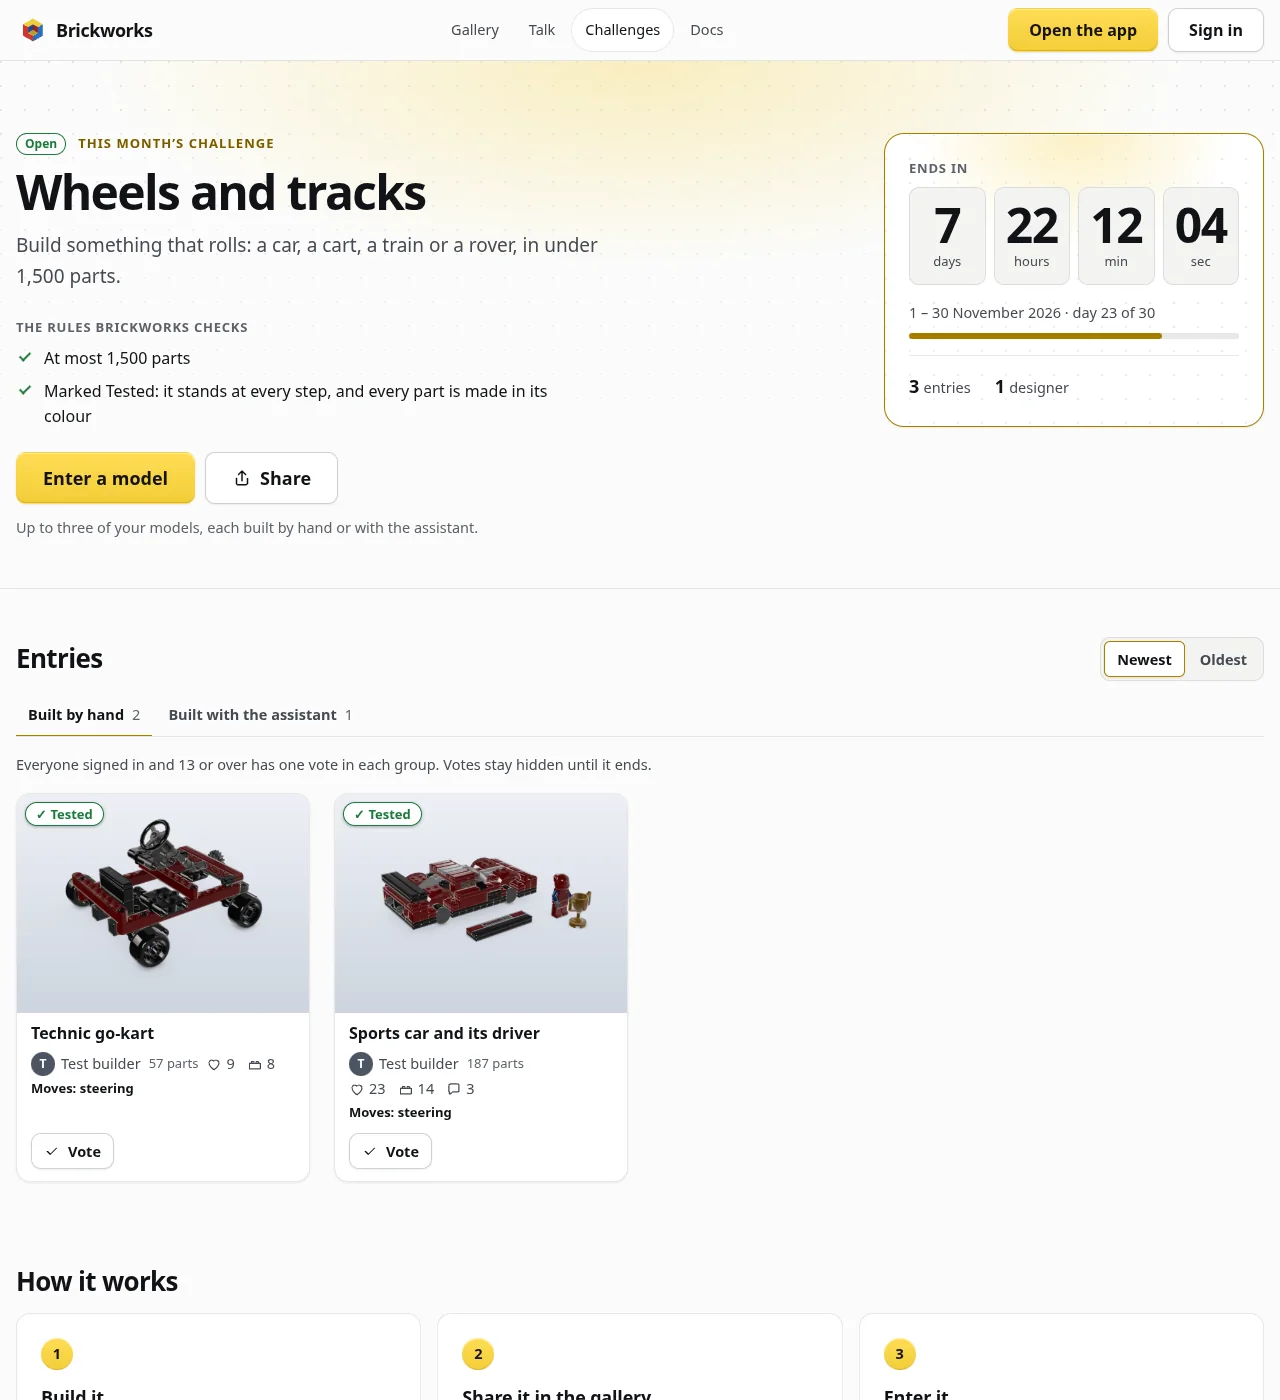 Brickworks
Gallery
Talk
Challenges
Docs
Open the app
Sign in
Open
THIS MONTH’S CHALLENGE
Wheels and tracks
Build something that rolls: a car, a cart, a train or a rover, in under
1,500 parts.
THE RULES BRICKWORKS CHECKS
At most 1,500 parts
Marked Tested: it stands at every step, and every part is made in its
colour
Enter a model
Share
Up to three of your models, each built by hand or with the assistant.
ENDS IN
7
days
22
hours
12
min
04
sec
1 – 30 November 2026 · day 23 of 30
3 entries 1 designer
Entries
Newest
Oldest
Built by hand 2
Built with the assistant 1
Everyone signed in and 13 or over has one vote in each group. Votes stay hidden until it ends.
✓ Tested
Technic go-kart
T Test builder 57 parts 9 8
Moves: steering
Vote
✓ Tested
Sports car and its driver
T Test builder 187 parts
23 14 3
Moves: steering
Vote
How it works
1
Build it
2
Share it in the gallery
3
Enter it